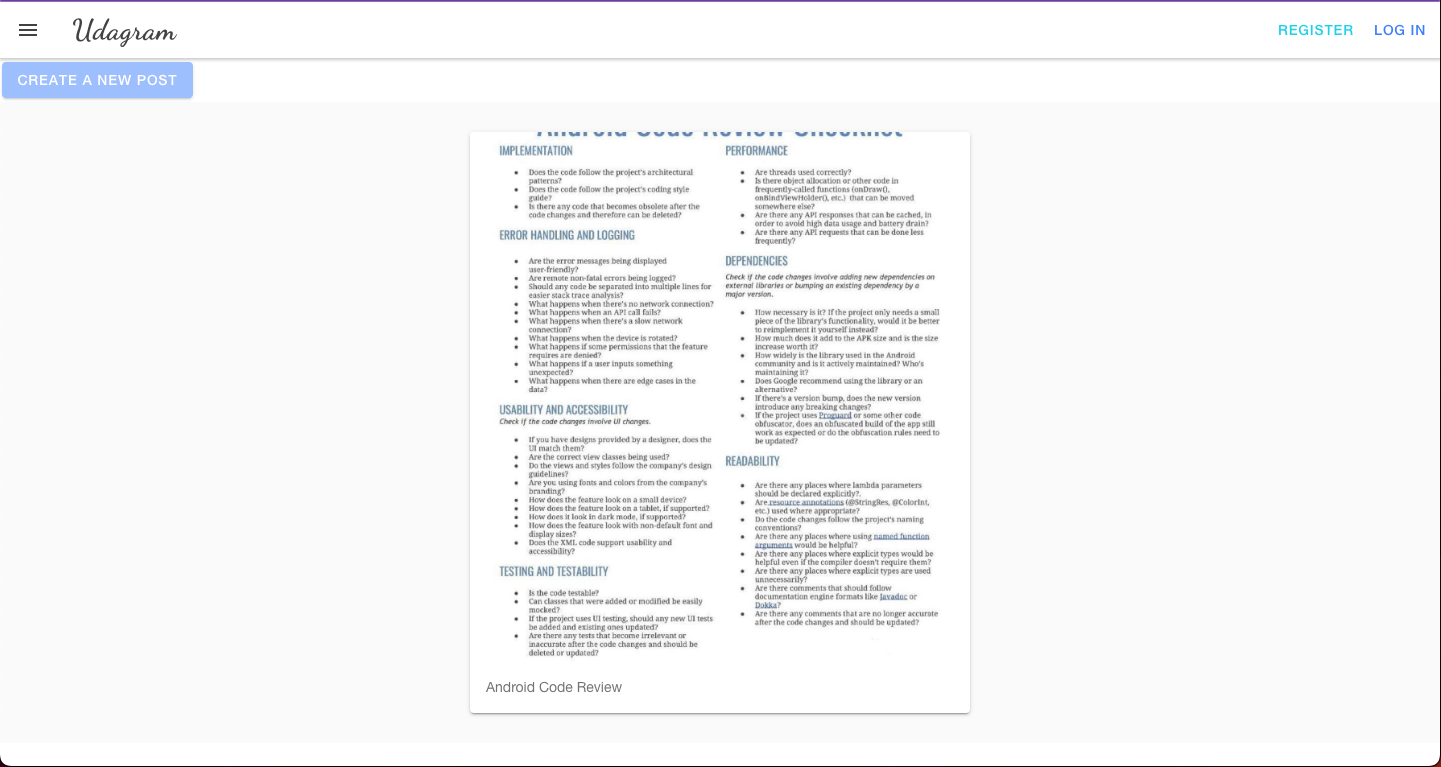 Udagram
REGISTER
LOG IN
CREATE A NEW POST
Android Code Review Checklist
IMPLEMENTATION
Does the code follow the project's architectural
patterns?
Does the code follow the project's coding style
guide?
Is there any code that becomes obsolete after the
code changes and therefore can be deleted?
ERROR HANDLING AND LOGGING
Are the error messages being displayed
user-friendly?
Are remote non-fatal errors being logged?
Should any code be separated into multiple lines for
easier stack trace analysis?
What happens when there's no network connection?
What happens when an API call fails?
What happens when there's a slow network
connection?
What happens when the device is rotated?
What happens if some permissions that the feature
requires are denied?
What happens if a user inputs something
unexpected?
What happens when there are edge cases in the
data?
USABILITY AND ACCESSIBILITY
Check if the code changes involve UI changes.
If you have designs provided by a designer, does the
UI match them?
Are the correct view classes being used?
Do the views and styles follow the company's design
guidelines?
Are you using fonts and colors from the company's
branding?
How does the feature look on a small device?
How does the feature look on a tablet, if supported?
How does it look in dark mode, if supported?
How does the feature look with non-default font and
display sizes?
Does the XML code support usability and
accessibility?
TESTING AND TESTABILITY
Is the code testable?
Can classes that were added or modified be easily
mocked?
If the project uses UI testing, should any new UI tests
be added and existing ones updated?
Are there any tests that become irrelevant or
inaccurate after the code changes and should be
deleted or updated?
PERFORMANCE
Are threads used correctly?
Is there object allocation or other code in
frequently-called functions (onDraw(),
onBindViewHolder(), etc.) that can be moved
somewhere else?
Are there any API responses that can be cached, in
order to avoid high data usage and battery drain?
Are there any API requests that can be done less
frequently?
DEPENDENCIES
Check if the code changes involve adding new dependencies on
external libraries or bumping an existing dependency by a
major version.
How necessary is it? If the project only needs a small
piece of the library's functionality, would it be better
to reimplement it yourself instead?
How much does it add to the APK size and is the size
increase worth it?
How widely is the library used in the Android
community and is it actively maintained? Who's
maintaining it?
Does Google recommend using the library or an
alternative?
If there's a version bump, does the new version
introduce any breaking changes?
If the project uses Proguard or some other code
obfuscator, does an obfuscated build of the app still
work as expected or do the obfuscation rules need to
be updated?
READABILITY
Are there any places where lambda parameters
should be declared explicitly?.
Are resource annotations (@StringRes, @ColorInt,
etc.) used where appropriate?
Do the code changes follow the project's naming
conventions?
Are there any places where using named function
arguments would be helpful?
Are there any places where explicit types would be
helpful even if the compiler doesn't require them?
Are there any places where explicit types are used
unnecessarily?
Are there comments that should follow
documentation engine formats like Javadoc or
Dokka?
Are there any comments that are no longer accurate
after the code changes and should be updated?
Android Code Review